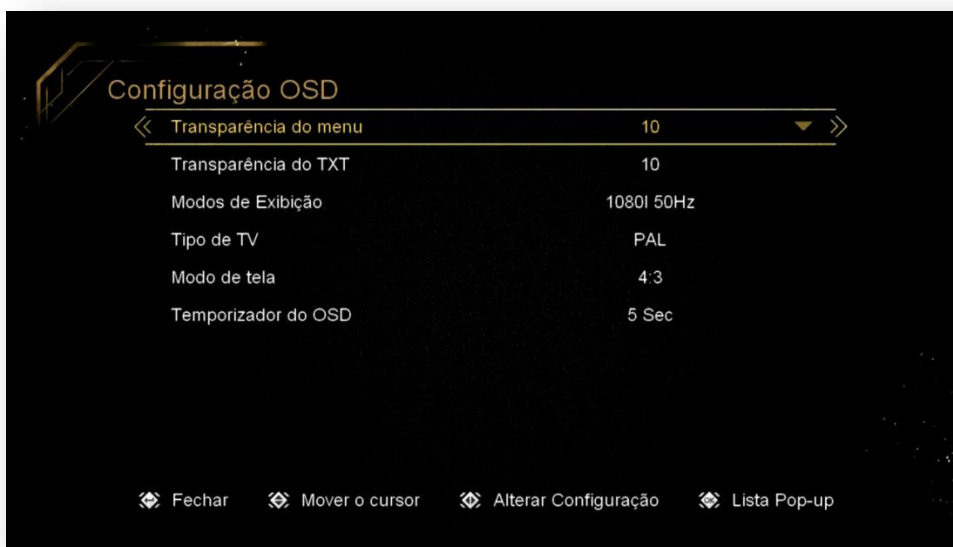 Configuração OSD
Transparência do menu 10
Transparência do TXT 10
Modos de Exibição 1080I 50Hz
Tipo de TV PAL
Modo de tela 4:3
Temporizador do OSD 5 Sec
Fechar Mover o cursor Alterar Configuração OK Lista Pop-up